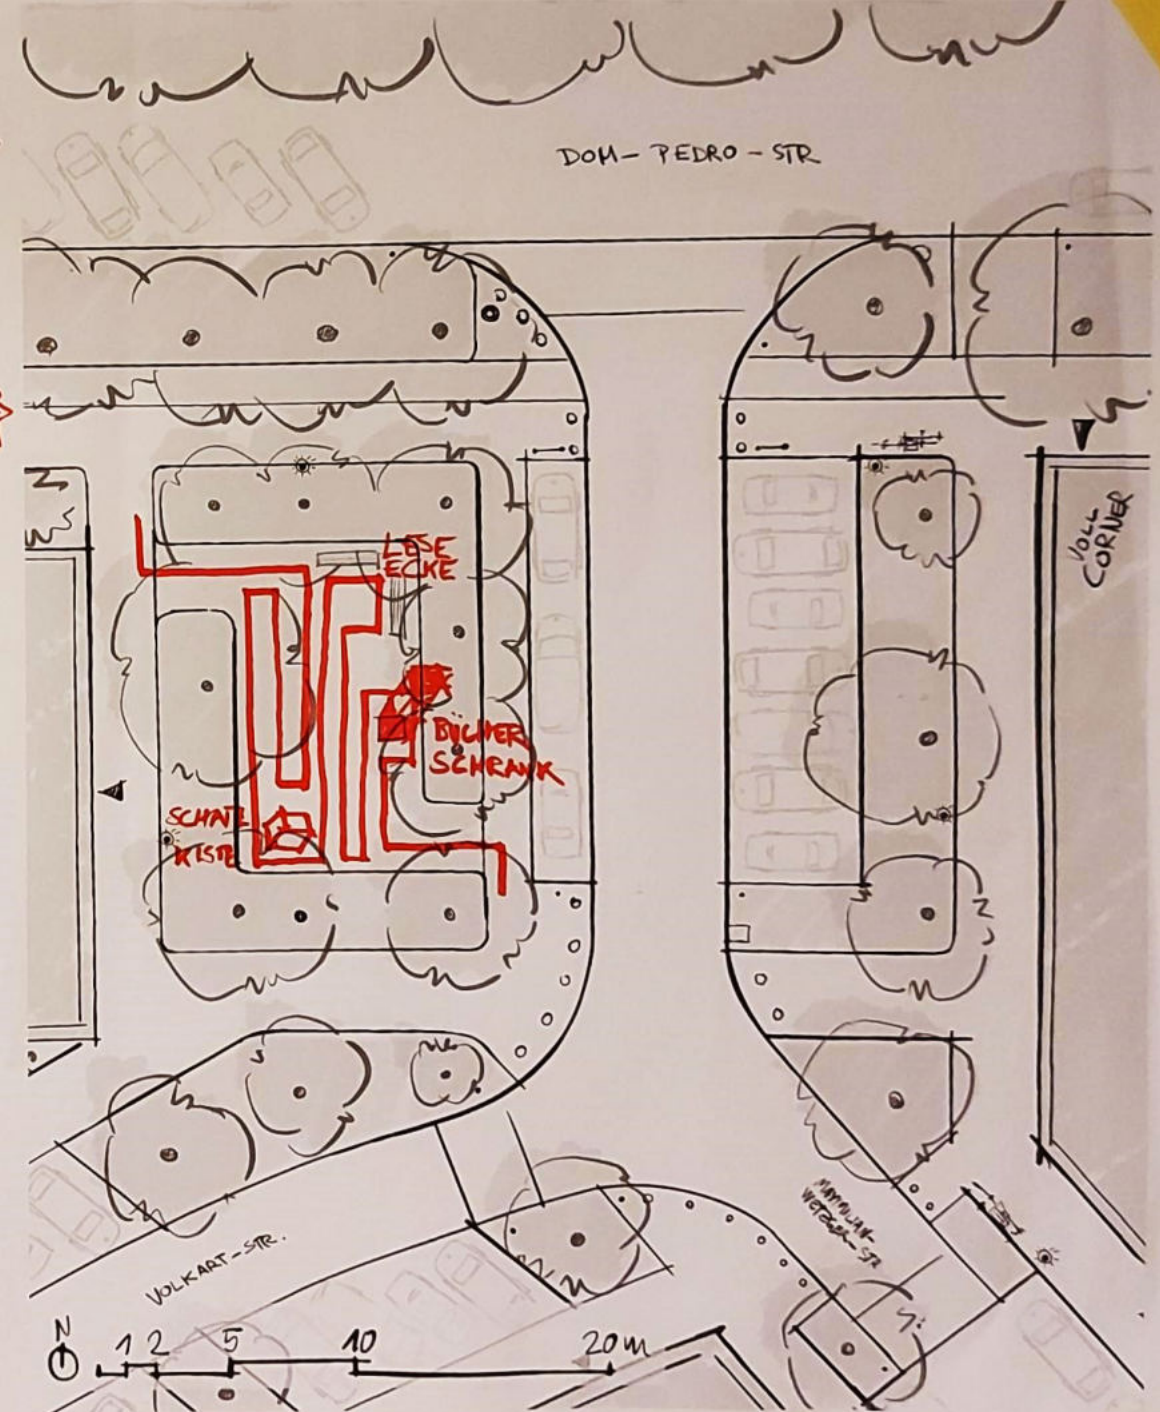 DOM-PEDRO-STR
VOLL
CORNER
LESE
ECKE
BÜCHER
SCHRANK
SCHATZ
KISTE
MAXIMILIAN-
WETZGER-STR
VOLKART-STR.
N
1 2 5 10 20m